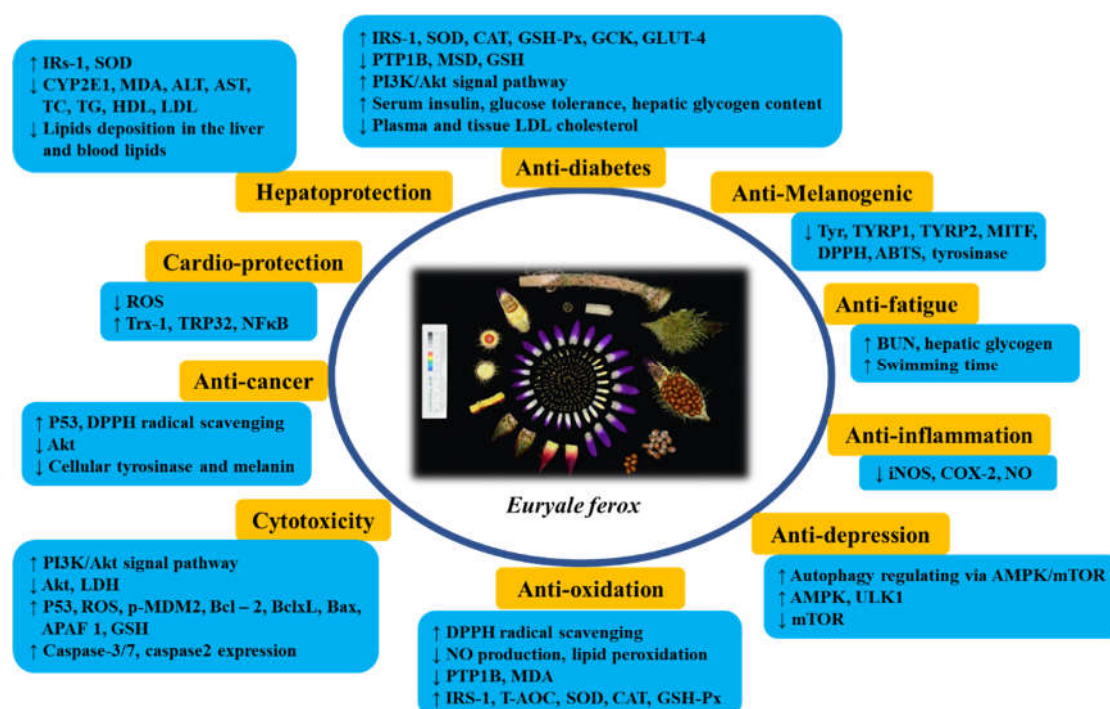 ↑ IRs-1, SOD
↓ CYP2E1, MDA, ALT, AST,
TC, TG, HDL, LDL
↓ Lipids deposition in the liver
and blood lipids
Hepatoprotection
↑ IRS-1, SOD, CAT, GSH-Px, GCK, GLUT-4
↓ PTP1B, MSD, GSH
↑ PI3K/Akt signal pathway
↑ Serum insulin, glucose tolerance, hepatic glycogen content
↓ Plasma and tissue LDL cholesterol
Anti-diabetes
Anti-Melanogenic
↓ Tyr, TYRP1, TYRP2, MITF,
DPPH, ABTS, tyrosinase
Cardio-protection
↓ ROS
↑ Trx-1, TRP32, NFκB
Anti-fatigue
↑ BUN, hepatic glycogen
↑ Swimming time
Anti-cancer
↑ P53, DPPH radical scavenging
↓ Akt
↓ Cellular tyrosinase and melanin
Anti-inflammation
↓ iNOS, COX-2, NO
Euryale ferox
Cytotoxicity
↑ PI3K/Akt signal pathway
↓ Akt, LDH
↑ P53, ROS, p-MDM2, Bcl – 2, BclxL, Bax,
APAF 1, GSH
↑ Caspase-3/7, caspase2 expression
Anti-depression
↑ Autophagy regulating via AMPK/mTOR
↑ AMPK, ULK1
↓ mTOR
Anti-oxidation
↑ DPPH radical scavenging
↓ NO production, lipid peroxidation
↓ PTP1B, MDA
↑ IRS-1, T-AOC, SOD, CAT, GSH-Px